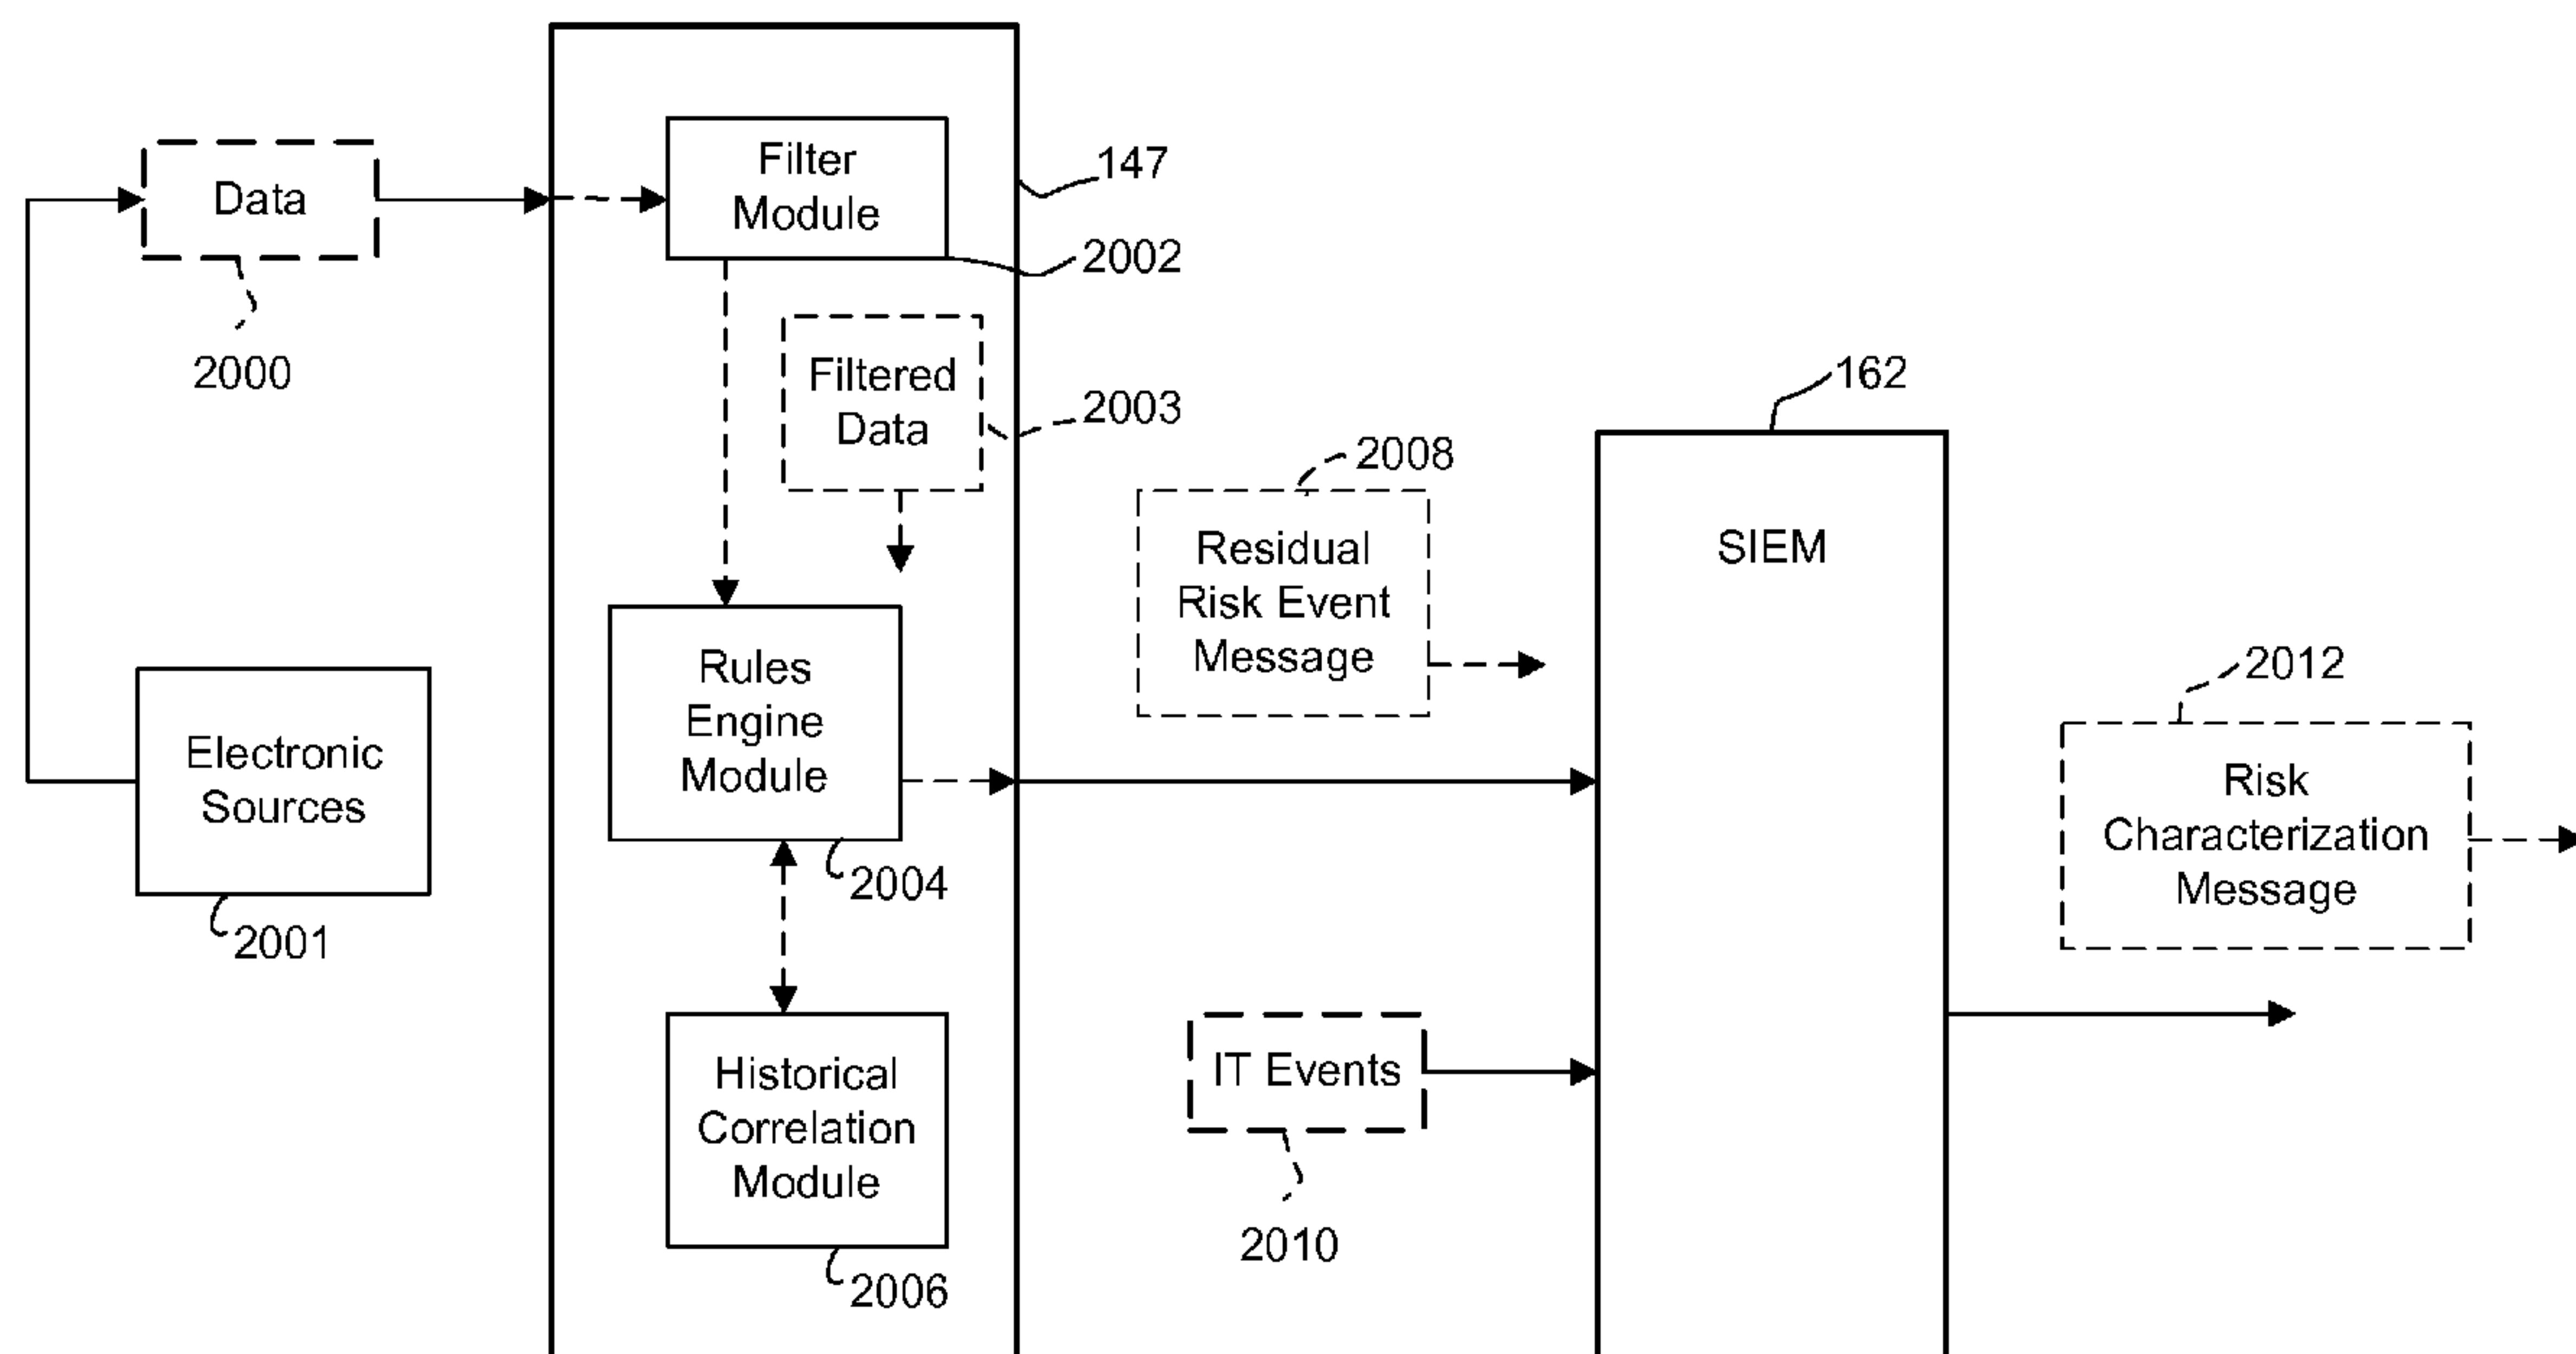 Data
2000
Electronic
Sources
2001
Filter
Module
147
2002
Filtered
Data
2003
Rules
Engine
Module
2004
Historical
Correlation
Module
2006
2008
Residual
Risk Event
Message
IT Events
2010
162
SIEM
2012
Risk
Characterization
Message